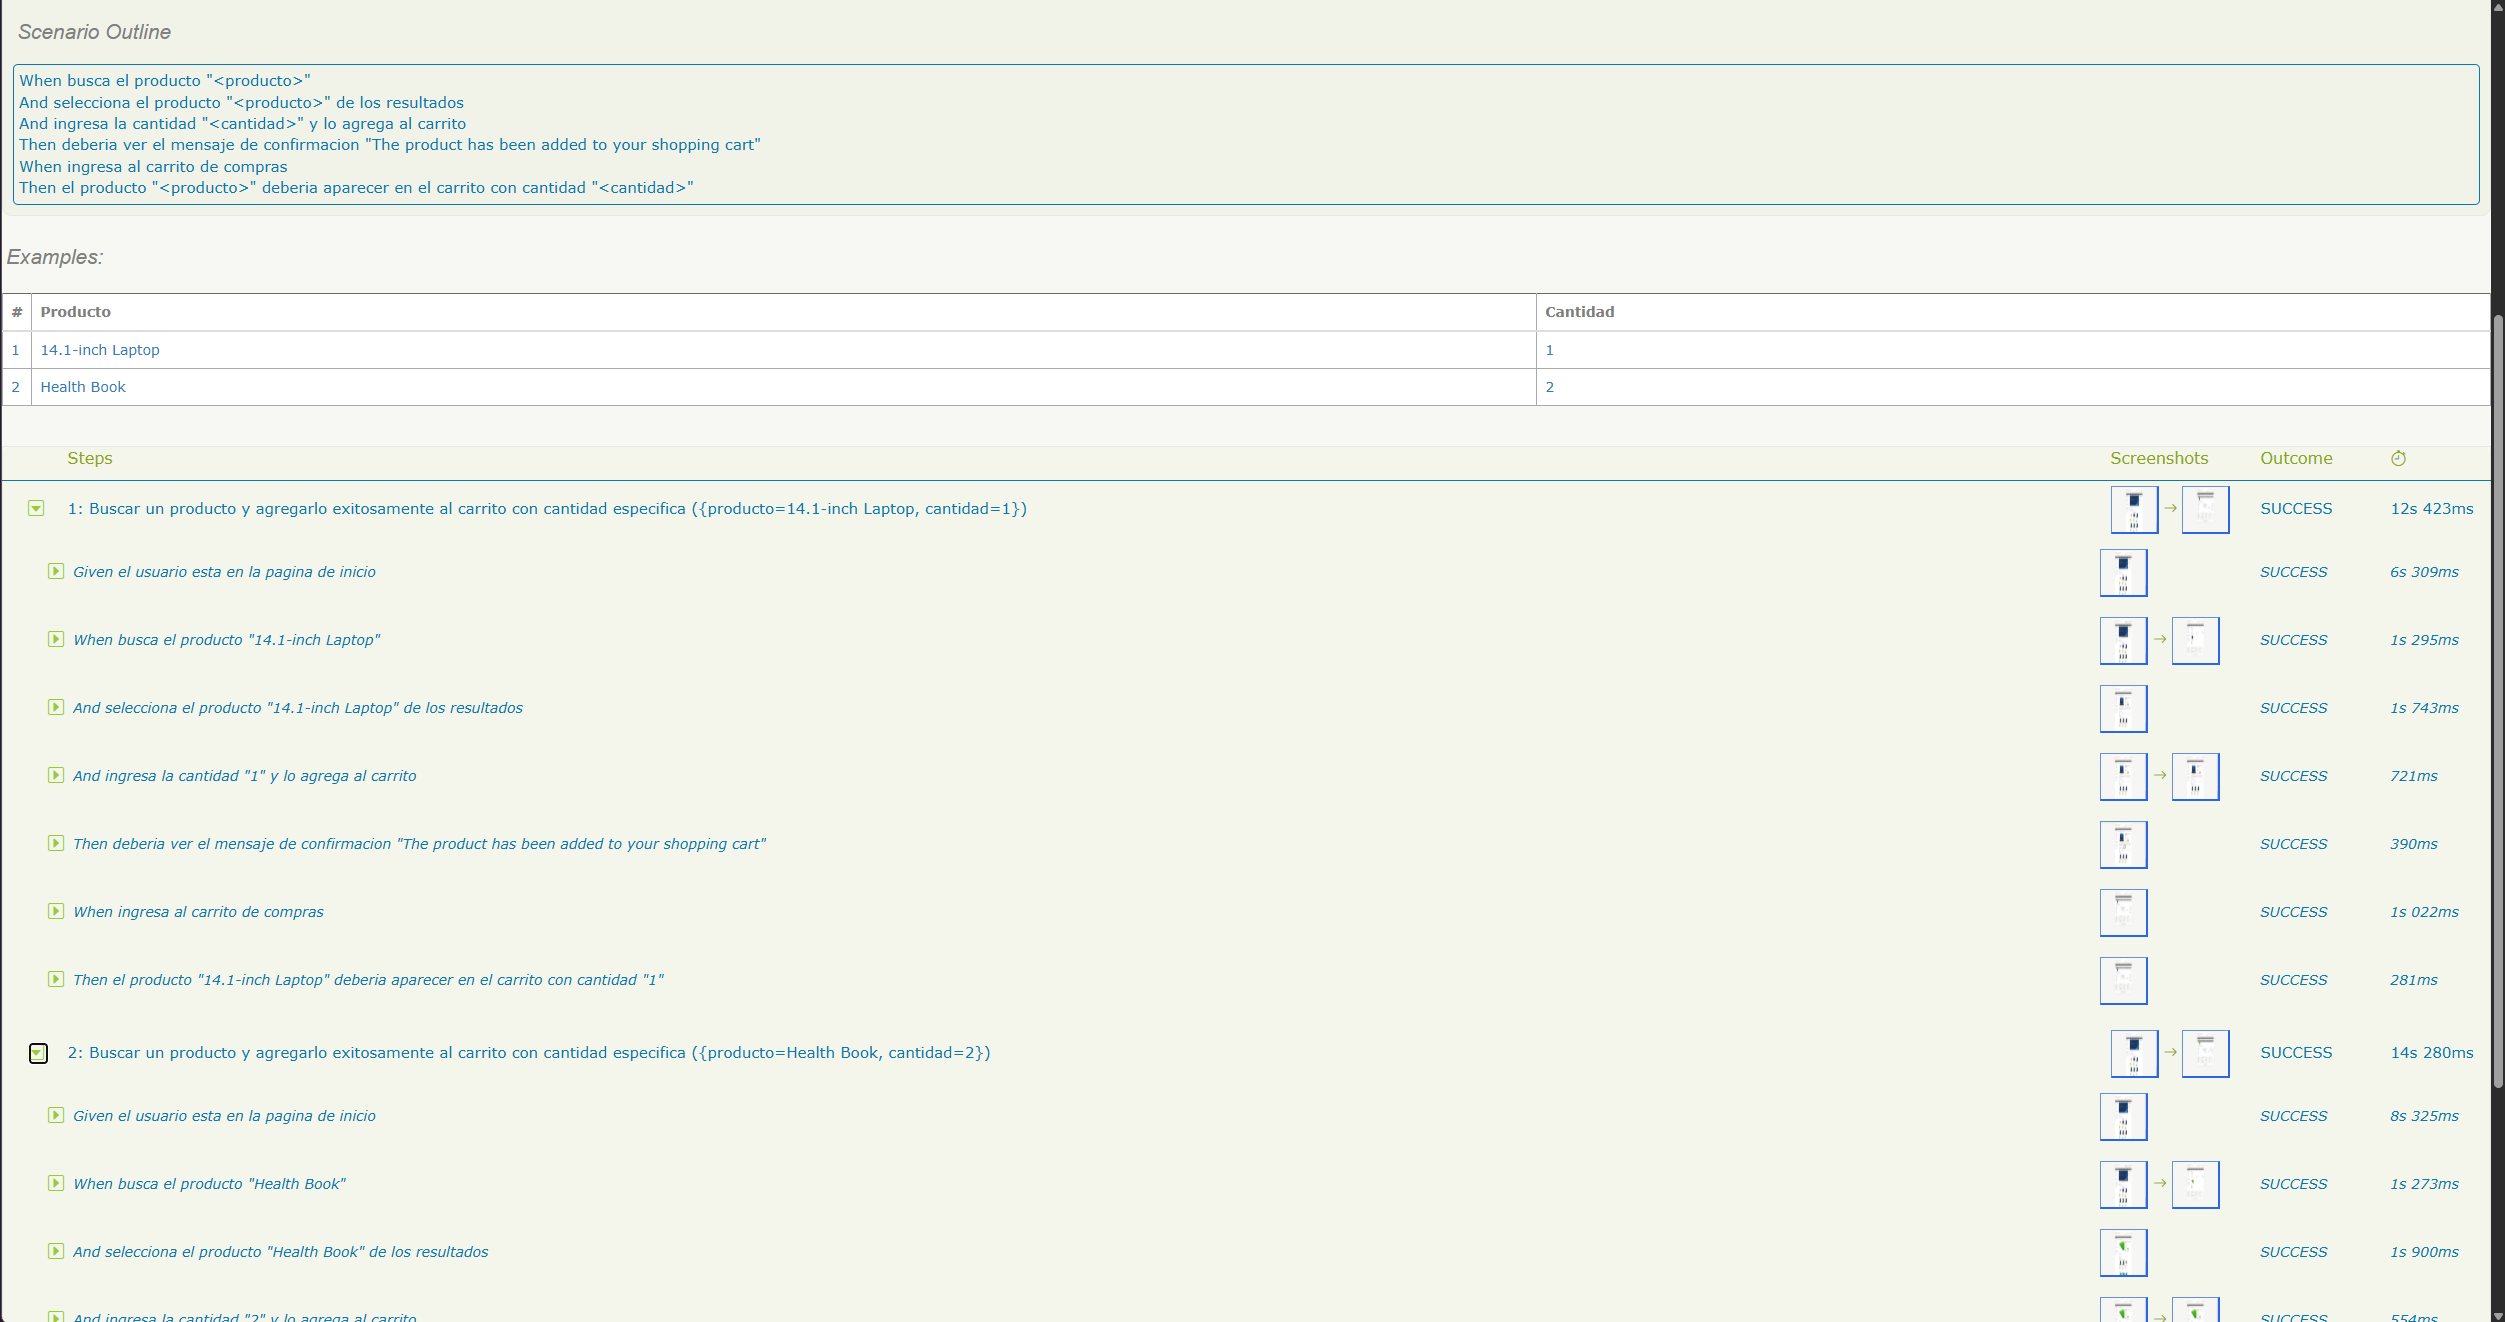 Scenario Outline
When busca el producto "<producto>"
And selecciona el producto "<producto>" de los resultados
And ingresa la cantidad "<cantidad>" y lo agrega al carrito
Then deberia ver el mensaje de confirmacion "The product has been added to your shopping cart"
When ingresa al carrito de compras
Then el producto "<producto>" deberia aparecer en el carrito con cantidad "<cantidad>"
Examples:
# Producto Cantidad
1 14.1-inch Laptop 1
2 Health Book 2
Steps Screenshots Outcome
1: Buscar un producto y agregarlo exitosamente al carrito con cantidad especifica ({producto=14.1-inch Laptop, cantidad=1}) SUCCESS 12s 423ms
Given el usuario esta en la pagina de inicio SUCCESS 6s 309ms
When busca el producto "14.1-inch Laptop" SUCCESS 1s 295ms
And selecciona el producto "14.1-inch Laptop" de los resultados SUCCESS 1s 743ms
And ingresa la cantidad "1" y lo agrega al carrito SUCCESS 721ms
Then deberia ver el mensaje de confirmacion "The product has been added to your shopping cart" SUCCESS 390ms
When ingresa al carrito de compras SUCCESS 1s 022ms
Then el producto "14.1-inch Laptop" deberia aparecer en el carrito con cantidad "1" SUCCESS 281ms
2: Buscar un producto y agregarlo exitosamente al carrito con cantidad especifica ({producto=Health Book, cantidad=2}) SUCCESS 14s 280ms
Given el usuario esta en la pagina de inicio SUCCESS 8s 325ms
When busca el producto "Health Book" SUCCESS 1s 273ms
And selecciona el producto "Health Book" de los resultados SUCCESS 1s 900ms
And ingresa la cantidad "2" y lo agrega al carrito SUCCESS 554ms